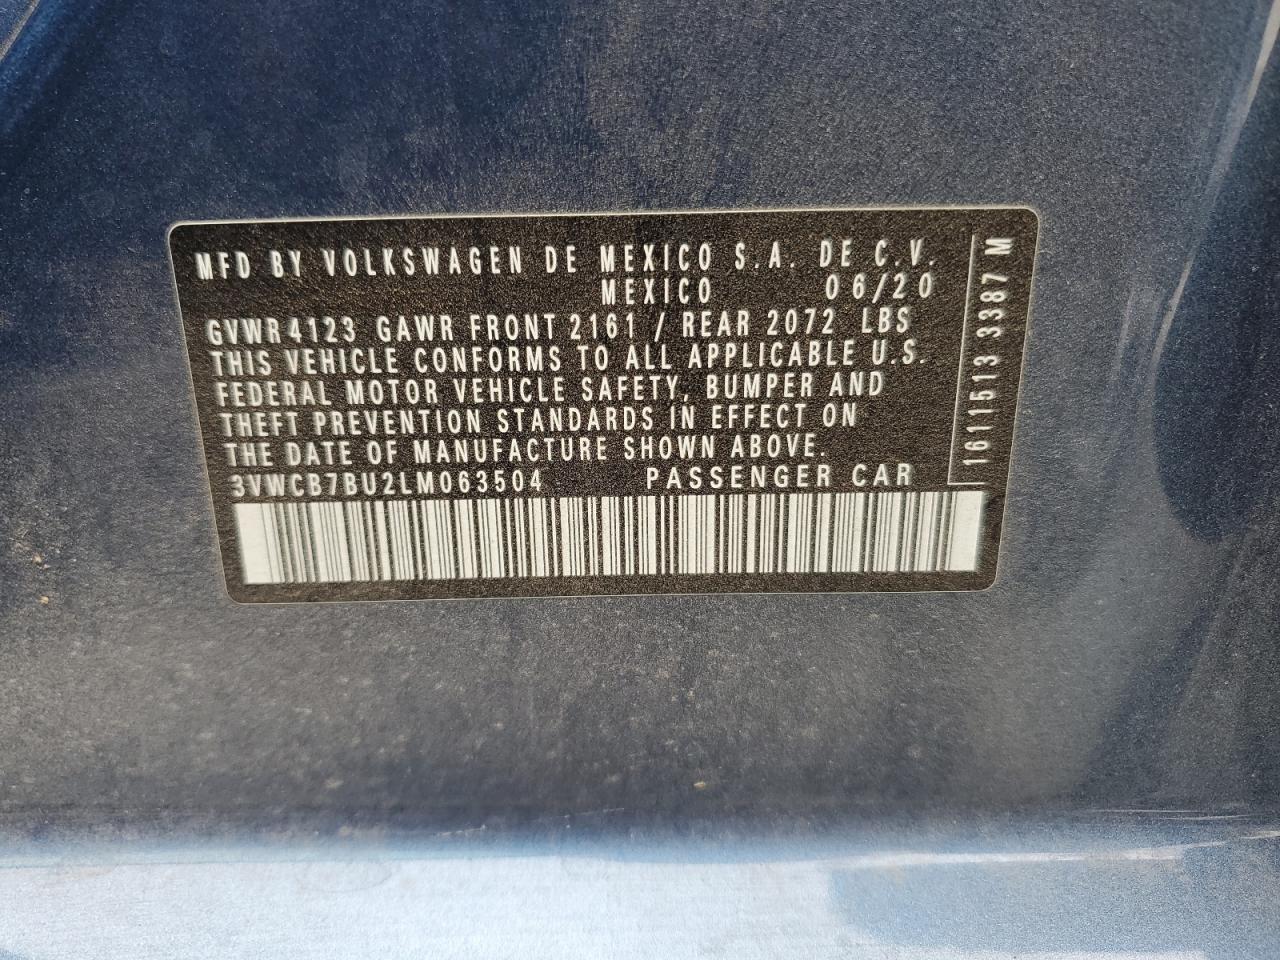 MFD BY VOLKSWAGEN DE MEXICO S.A. DE C.V.
MEXICO 06/20
GVWR 4123 GAWR FRONT 2161 / REAR 2072 LBS
THIS VEHICLE CONFORMS TO ALL APPLICABLE U.S.
FEDERAL MOTOR VEHICLE SAFETY, BUMPER AND
THEFT PREVENTION STANDARDS IN EFFECT ON
THE DATE OF MANUFACTURE SHOWN ABOVE.
3VWCB7BU2LM063504 PASSENGER CAR
1611513 3387 M